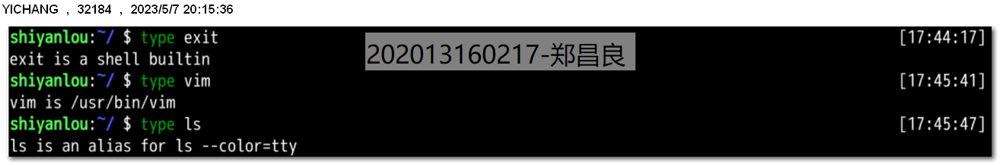 YICHANG , 32184 , 2023/5/7 20:15:36
shiyanlou:~/ $ type exit [17:44:17]
202013160217-郑昌良
exit is a shell builtin
shiyanlou:~/ $ type vim [17:45:41]
vim is /usr/bin/vim
shiyanlou:~/ $ type ls [17:45:47]
ls is an alias for ls --color=tty